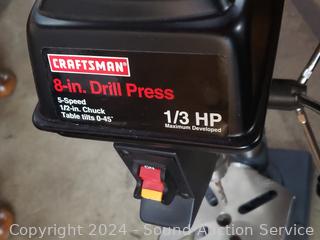 CRAFTSMAN
8-in. Drill Press
5-Speed
1/2-in. Chuck
Table tilts 0-45°
1/3 HP
Maximum Developed
ON
Copyright 2024 - Sound Auction Service